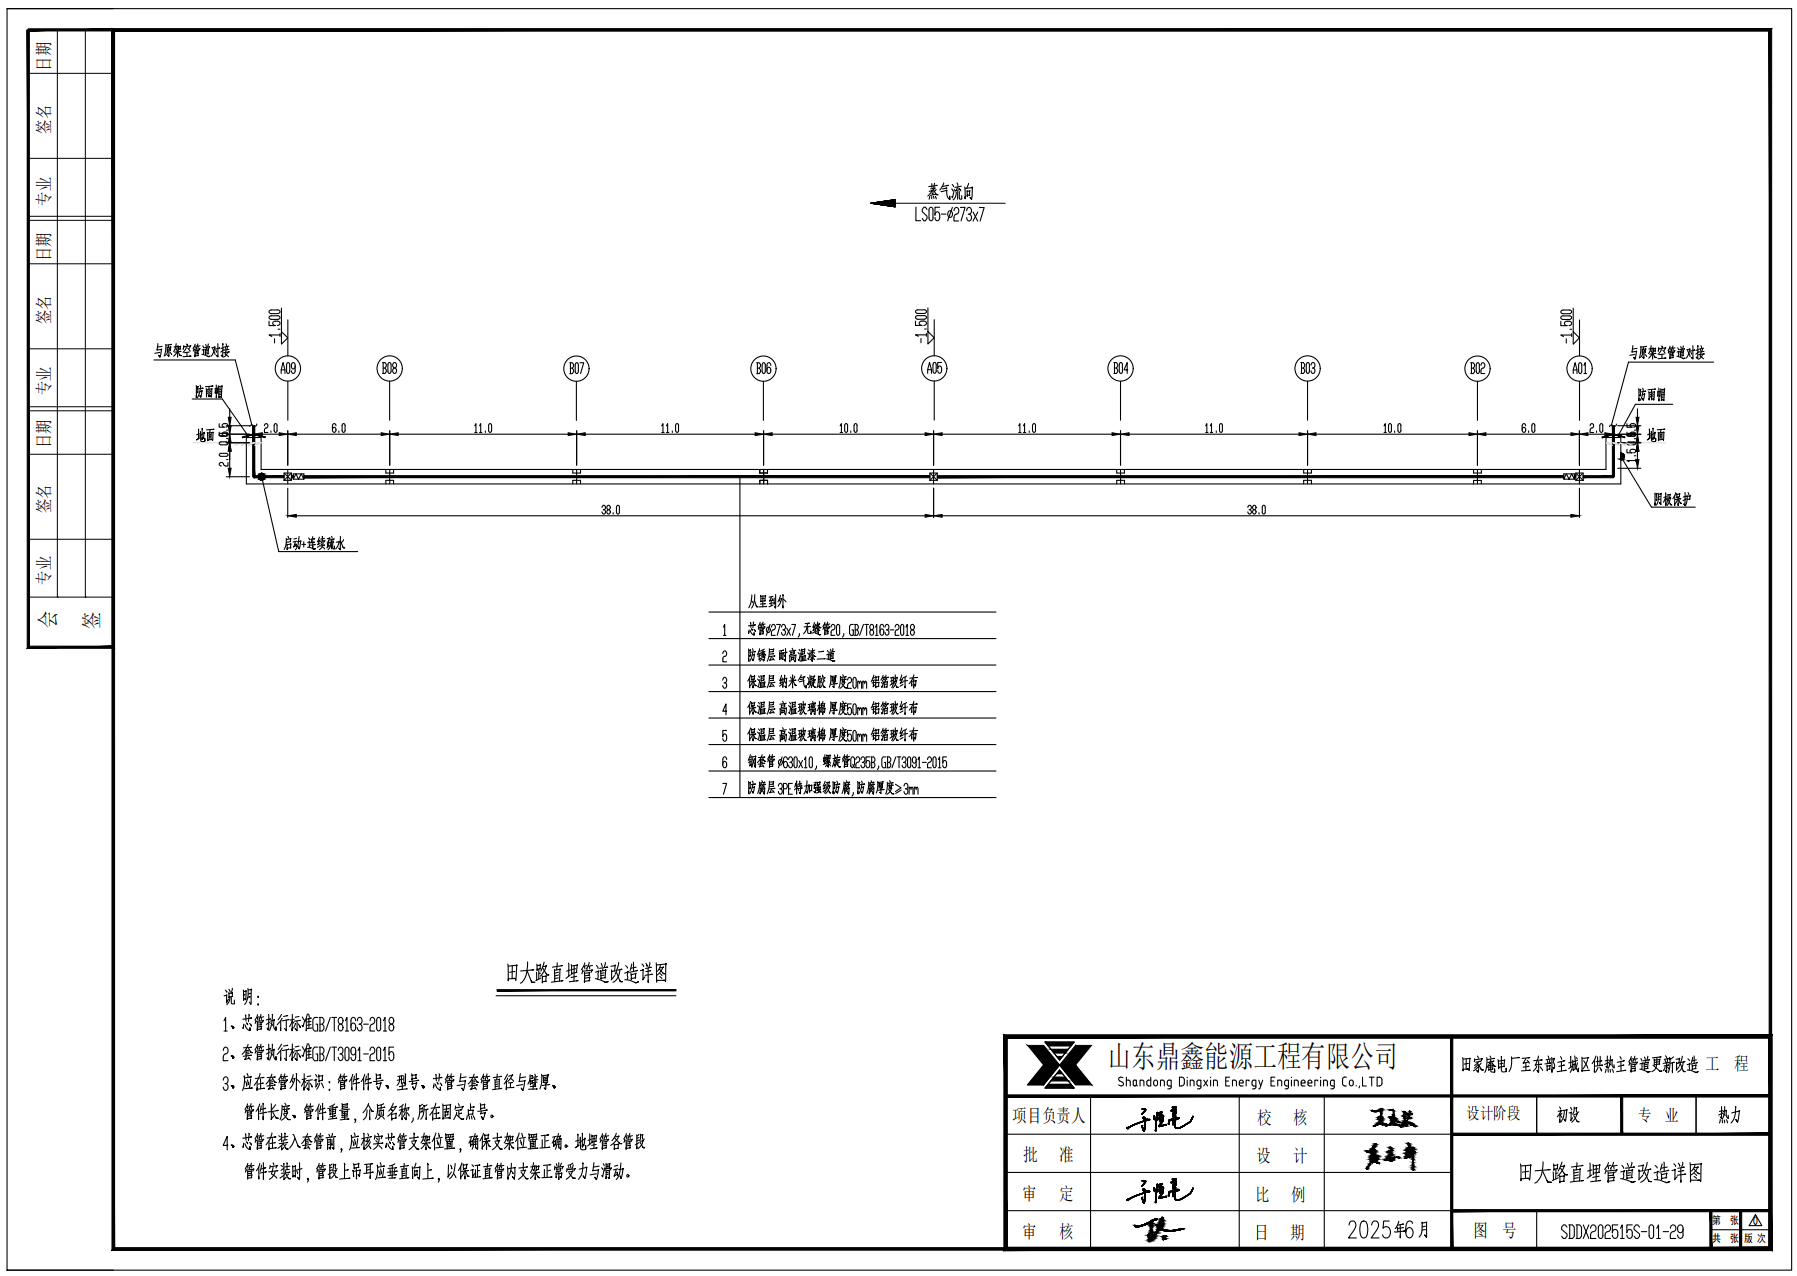 日期
签名
专业
日期
签名
专业
日期
签名
专业
会 签
蒸气流向
LS05-ø273x7
-1.500
-1.500
-1.500
与原架空管道对接
与原架空管道对接
A09
B08
B07
B06
A05
B04
B03
B02
A01
防雨帽
防雨帽
地面
地面
2.0 6.0 11.0 11.0 10.0 11.0 11.0 10.0 6.0 2.0
2.0
阴极保护
38.0
38.0
启动+连续疏水
从里到外
1 芯管ø273x7,无缝管20, GB/T8163-2018
2 防锈层 耐高温漆二道
3 保温层 纳米气凝胶 厚度20mm 铝箔玻纤布
4 保温层 高温玻璃棉 厚度50mm 铝箔玻纤布
5 保温层 高温玻璃棉 厚度50mm 铝箔玻纤布
6 钢套管 ø630x10, 螺旋管Q235B,GB/T3091-2015
7 防腐层 3PE特加强级防腐,防腐厚度≥3mm
田大路直埋管道改造详图
说 明:
1、芯管执行标准GB/T8163-2018
2、套管执行标准GB/T3091-2015
3、应在套管外标识: 管件件号、型号、芯管与套管直径与壁厚、
管件长度、管件重量, 介质名称,所在固定点号。
4、芯管在装入套管前, 应核实芯管支架位置, 确保支架位置正确。地埋管各管段
管件安装时, 管段上吊耳应垂直向上, 以保证直管内支架正常受力与滑动。
山东鼎鑫能源工程有限公司
Shandong Dingxin Energy Engineering Co.,LTD
田家庵电厂至东部主城区供热主管道更新改造 工 程
项目负责人
校 核
设计阶段 初设 专 业 热力
批 准
设 计
田大路直埋管道改造详图
审 定
比 例
审 核
日 期 2025年6月
图 号 SDDX202515S-01-29
第 张
共 张 版 次